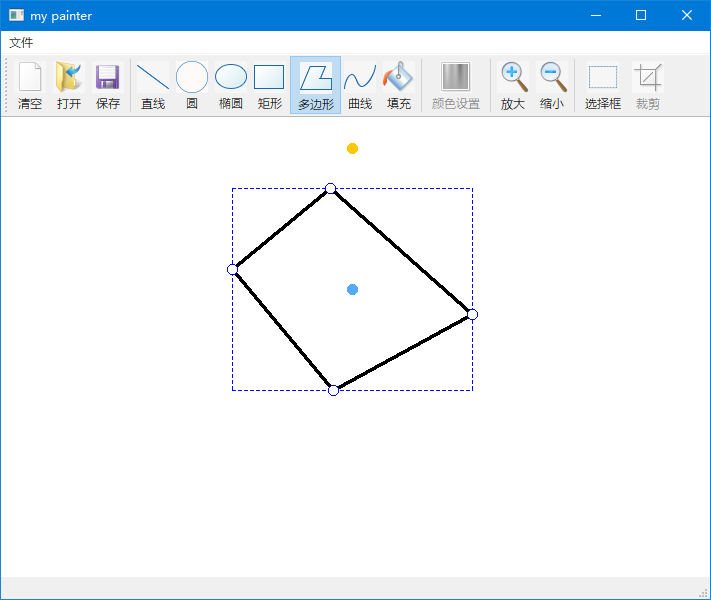 my painter
文件
清空 打开 保存 直线 圆 椭圆 矩形 多边形 曲线 填充 颜色设置 放大 缩小 选择框 裁剪